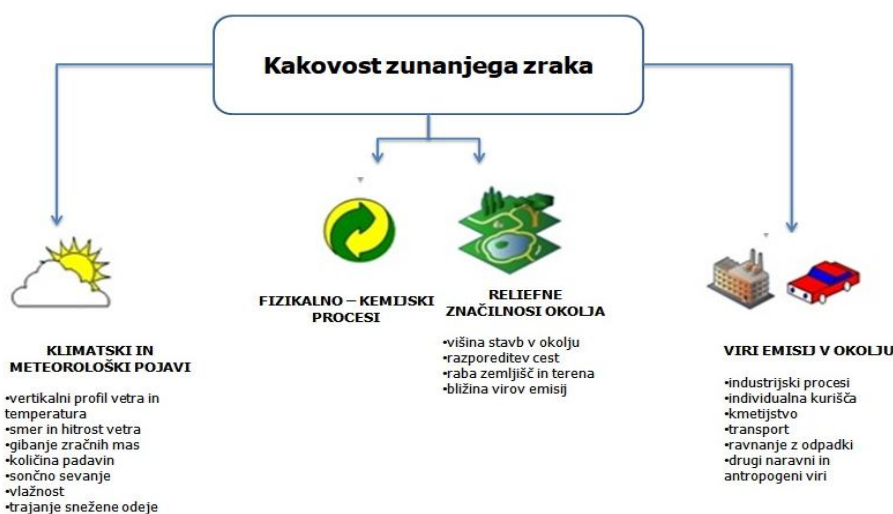 Kakovost zunanjega zraka
KLIMATSKI IN
METEOROLOŠKI POJAVI
•vertikalni profil vetra in
temperatura
•smer in hitrost vetra
•gibanje zračnih mas
•količina padavin
•sončno sevanje
•vlažnost
•trajanje snežene odeje
FIZIKALNO – KEMIJSKI
PROCESI
RELIEFNE
ZNAČILNOSI OKOLJA
•višina stavb v okolju
•razporeditev cest
•raba zemljišč in terena
•bližina virov emisij
VIRI EMISIJ V OKOLJU
•industrijski procesi
•individualna kurišča
•kmetijstvo
•transport
•ravnanje z odpadki
•drugi naravni in
antropogeni viri